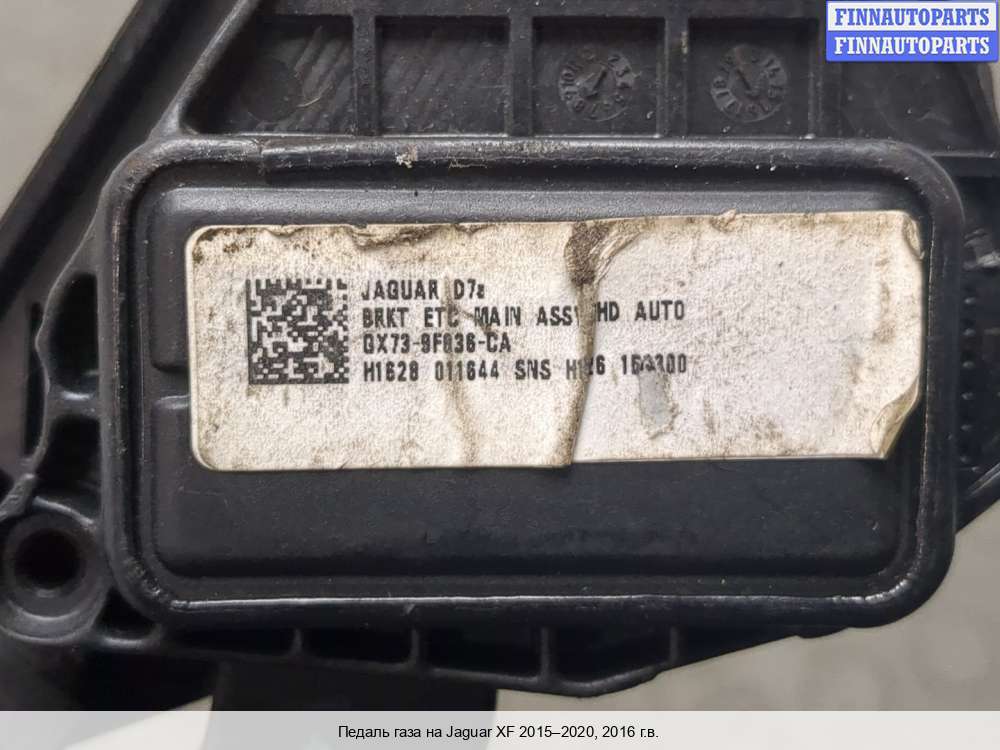 FINNAUTOPARTS
FINNAUTOPARTS
JAGUAR D7a
BRKT ETC MAIN ASSY RHD AUTO
GX73-9F836-CA
H1628 011644 SNS
Педаль газа на Jaguar XF 2015–2020, 2016 г.в.